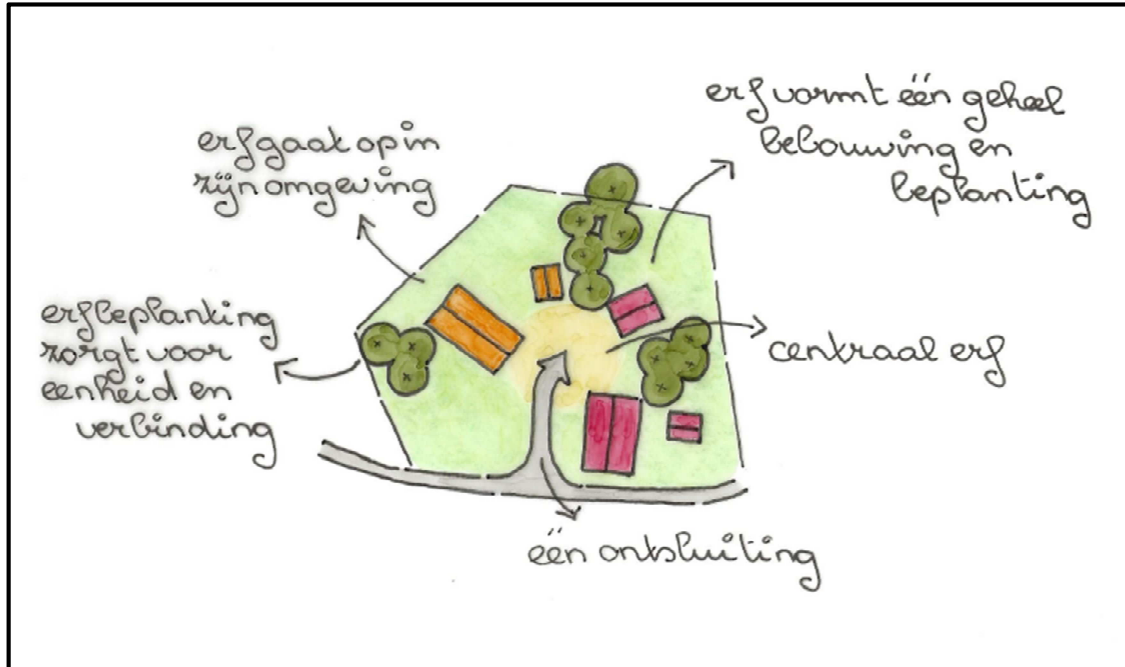 erf gaat op in
zijn omgeving
erf vormt één geheel
bebouwing en
beplanting
erfbeplanting
zorgt voor
eenheid en
verbinding
centraal erf
één ontsluiting